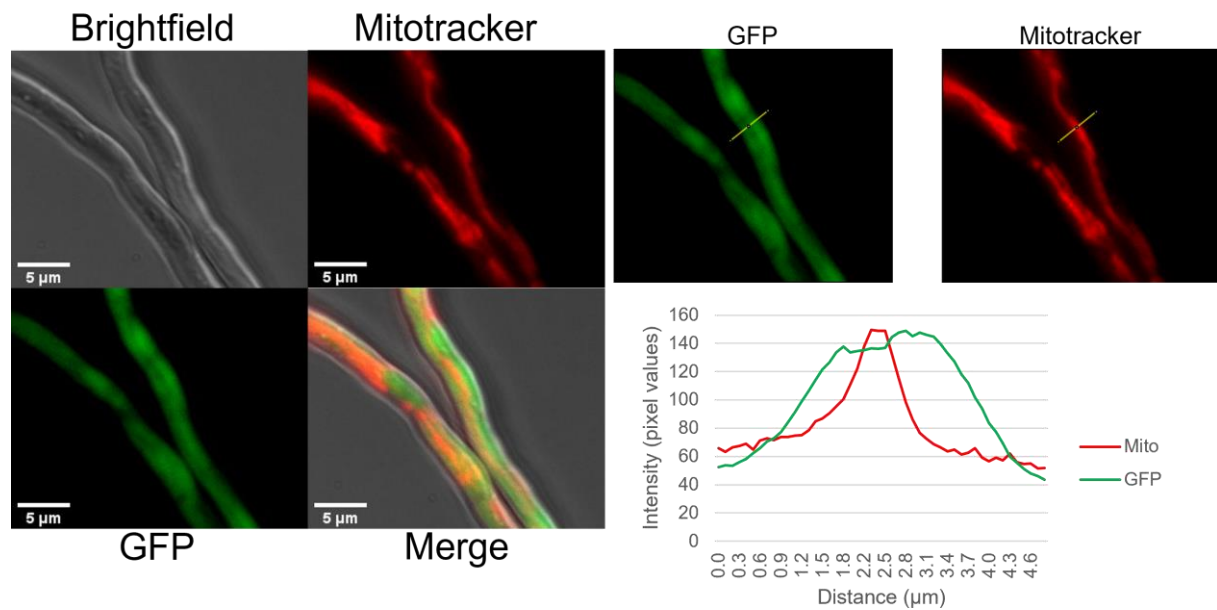 Brightfield
Mitotracker
5 µm
5 µm
5 µm
5 µm
GFP
Merge
GFP
Mitotracker
Intensity (pixel values)
160
140
120
100
80
60
40
20
0
0.0
0.3
0.6
0.9
1.2
1.5
1.8
2.2
2.5
2.8
3.1
3.4
3.7
4.0
4.3
4.6
Distance (µm)
Mito
GFP